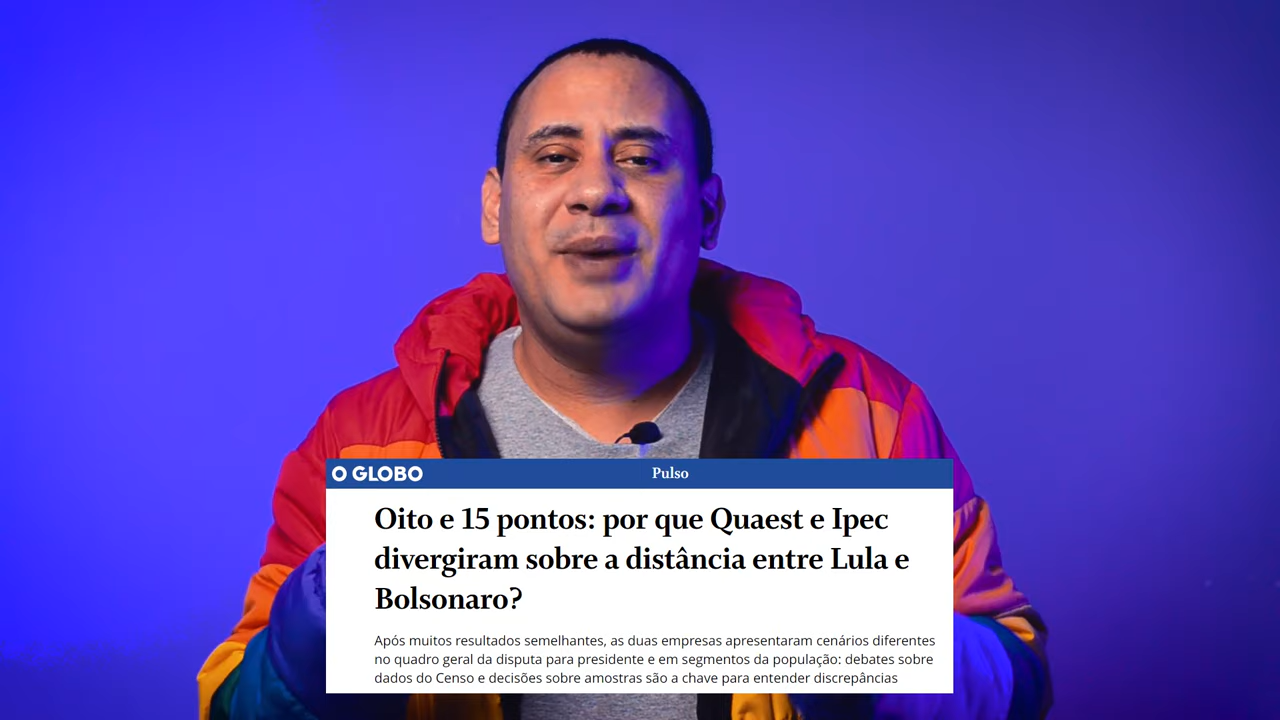 O GLOBO
Pulso
Oito e 15 pontos: por que Quaest e Ipec
divergiram sobre a distância entre Lula e
Bolsonaro?
Após muitos resultados semelhantes, as duas empresas apresentaram cenários diferentes
no quadro geral da disputa para presidente e em segmentos da população: debates sobre
dados do Censo e decisões sobre amostras são a chave para entender discrepâncias